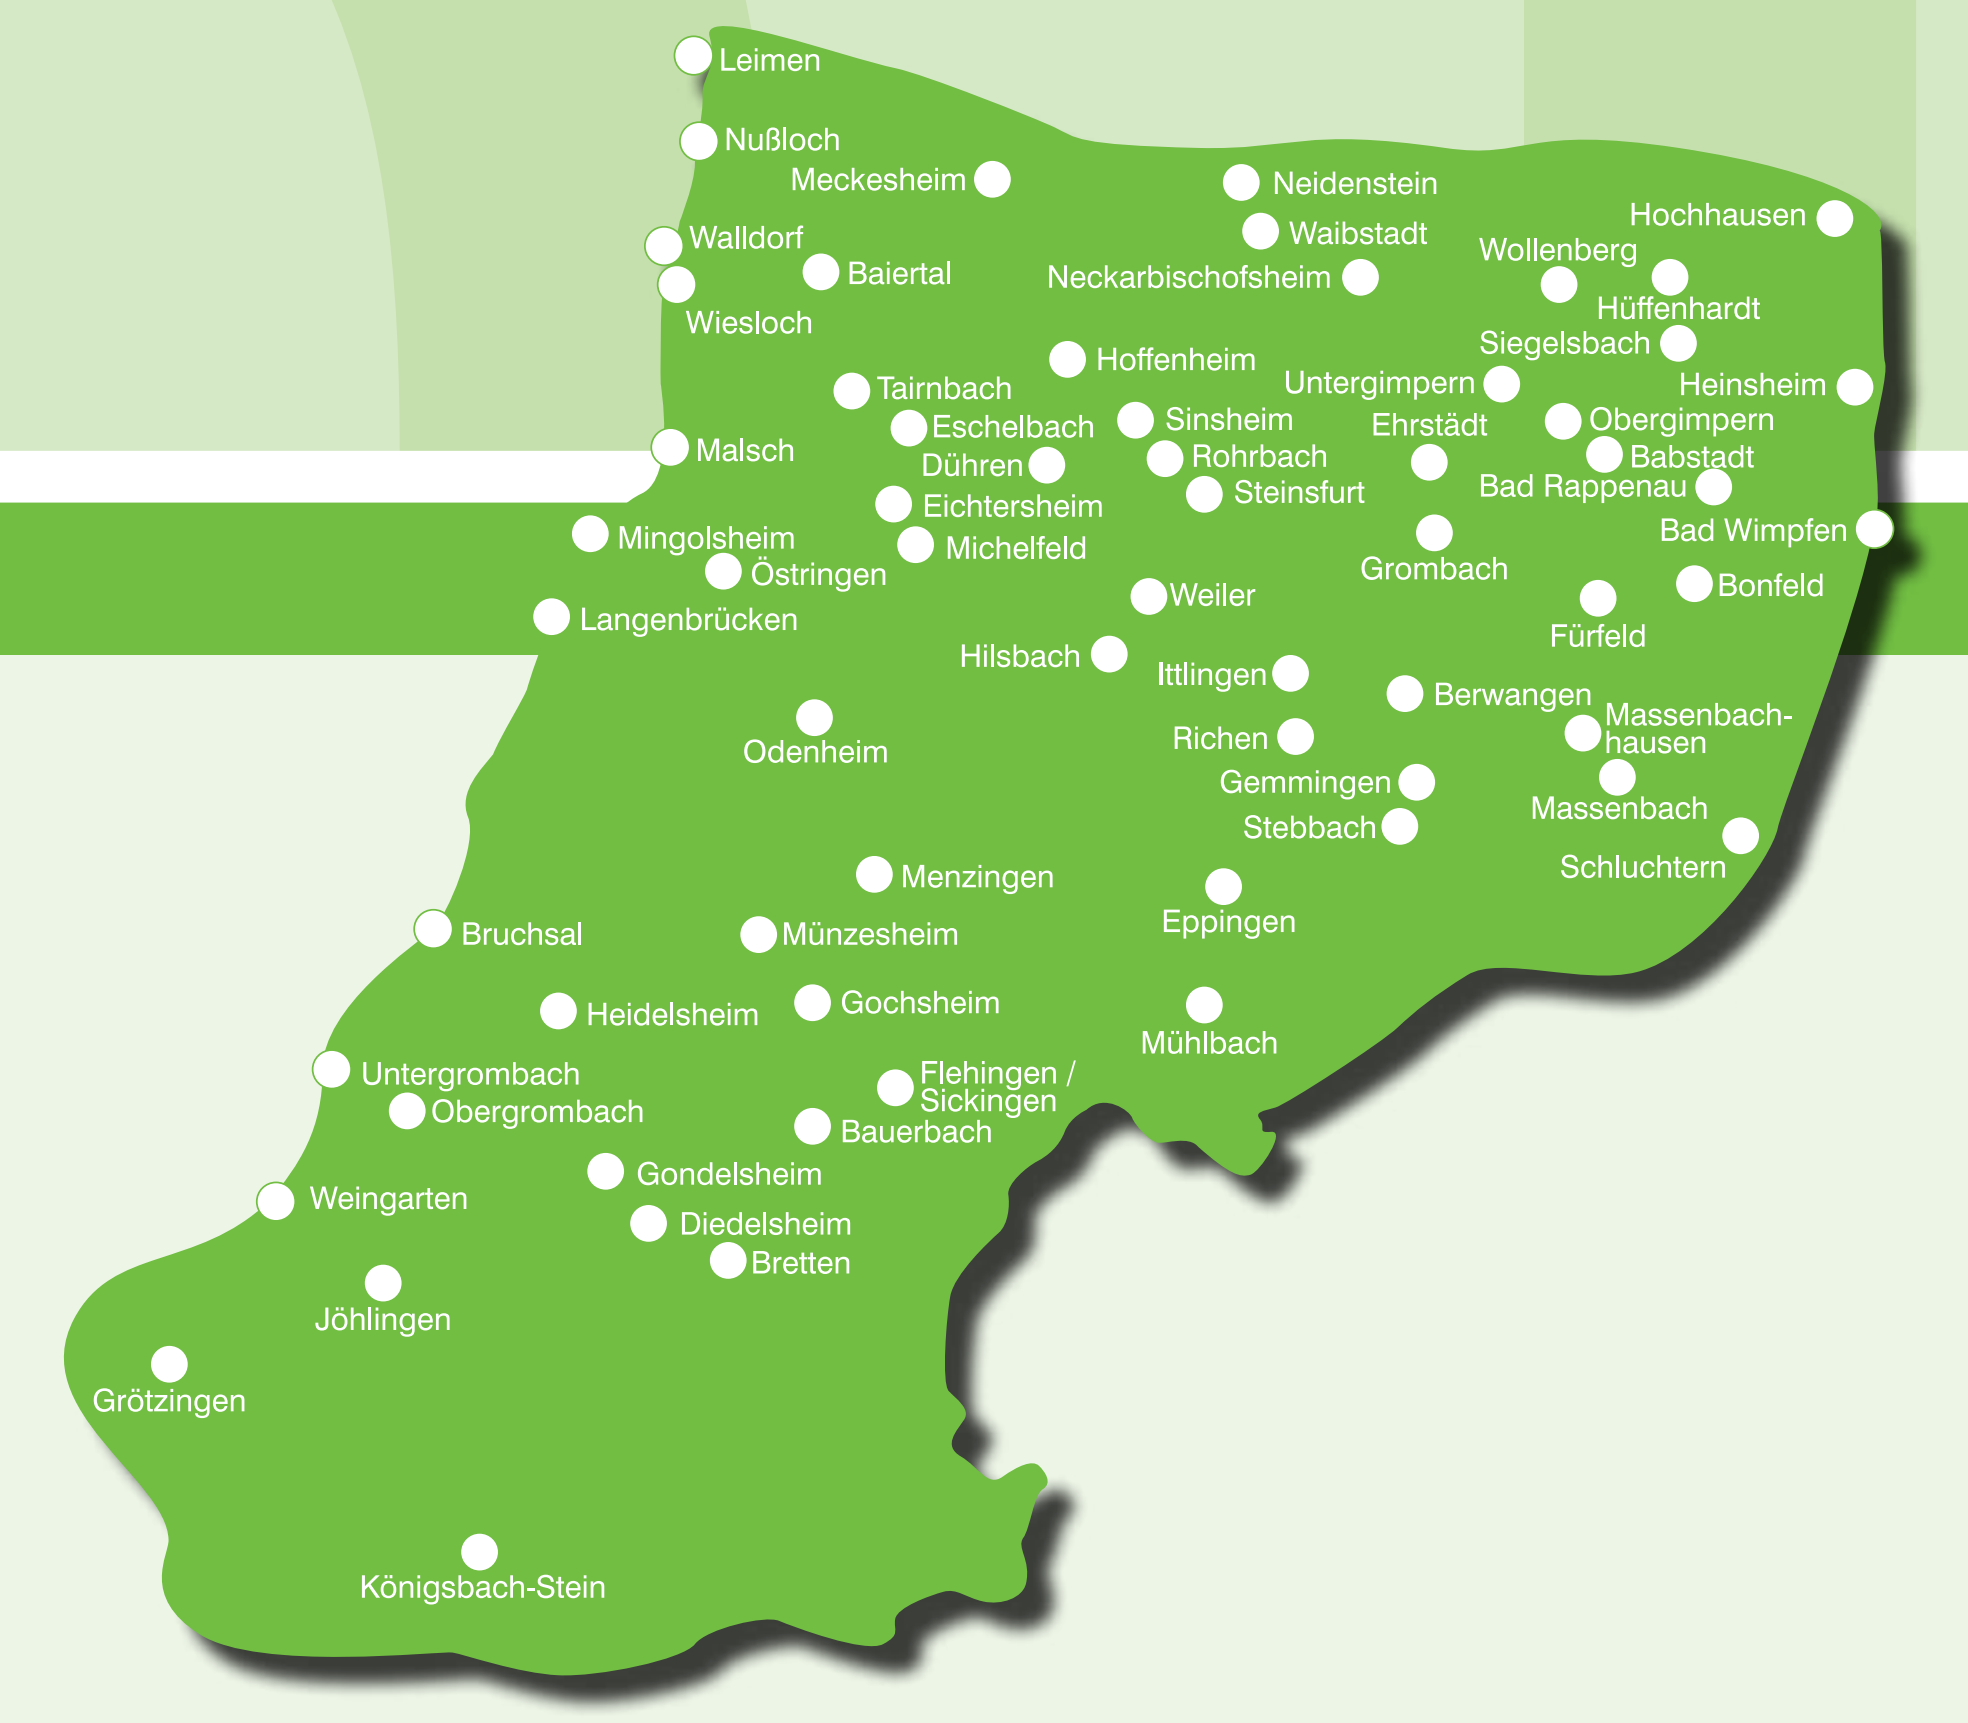 Leimen
Nußloch
Meckesheim
Neidenstein
Hochhausen
Walldorf
Waibstadt
Wollenberg
Baiertal
Neckarbischofsheim
Hüffenhardt
Wiesloch
Siegelsbach
Hoffenheim
Untergimpern
Heinsheim
Tairnbach
Sinsheim
Ehrstädt
Obergimpern
Eschelbach
Malsch
Dühren
Rohrbach
Babstadt
Steinsfurt
Bad Rappenau
Eichtersheim
Bad Wimpfen
Mingolsheim
Michelfeld
Grombach
Östringen
Weiler
Bonfeld
Langenbrücken
Fürfeld
Hilsbach
Ittlingen
Berwangen
Massenbach-
hausen
Odenheim
Richen
Gemmingen
Massenbach
Stebbach
Schluchtern
Menzingen
Eppingen
Bruchsal
Münzesheim
Gochsheim
Heidelsheim
Mühlbach
Untergrombach
Flehingen /
Sickingen
Obergrombach
Bauerbach
Gondelsheim
Weingarten
Diedelsheim
Bretten
Jöhlingen
Grötzingen
Königsbach-Stein